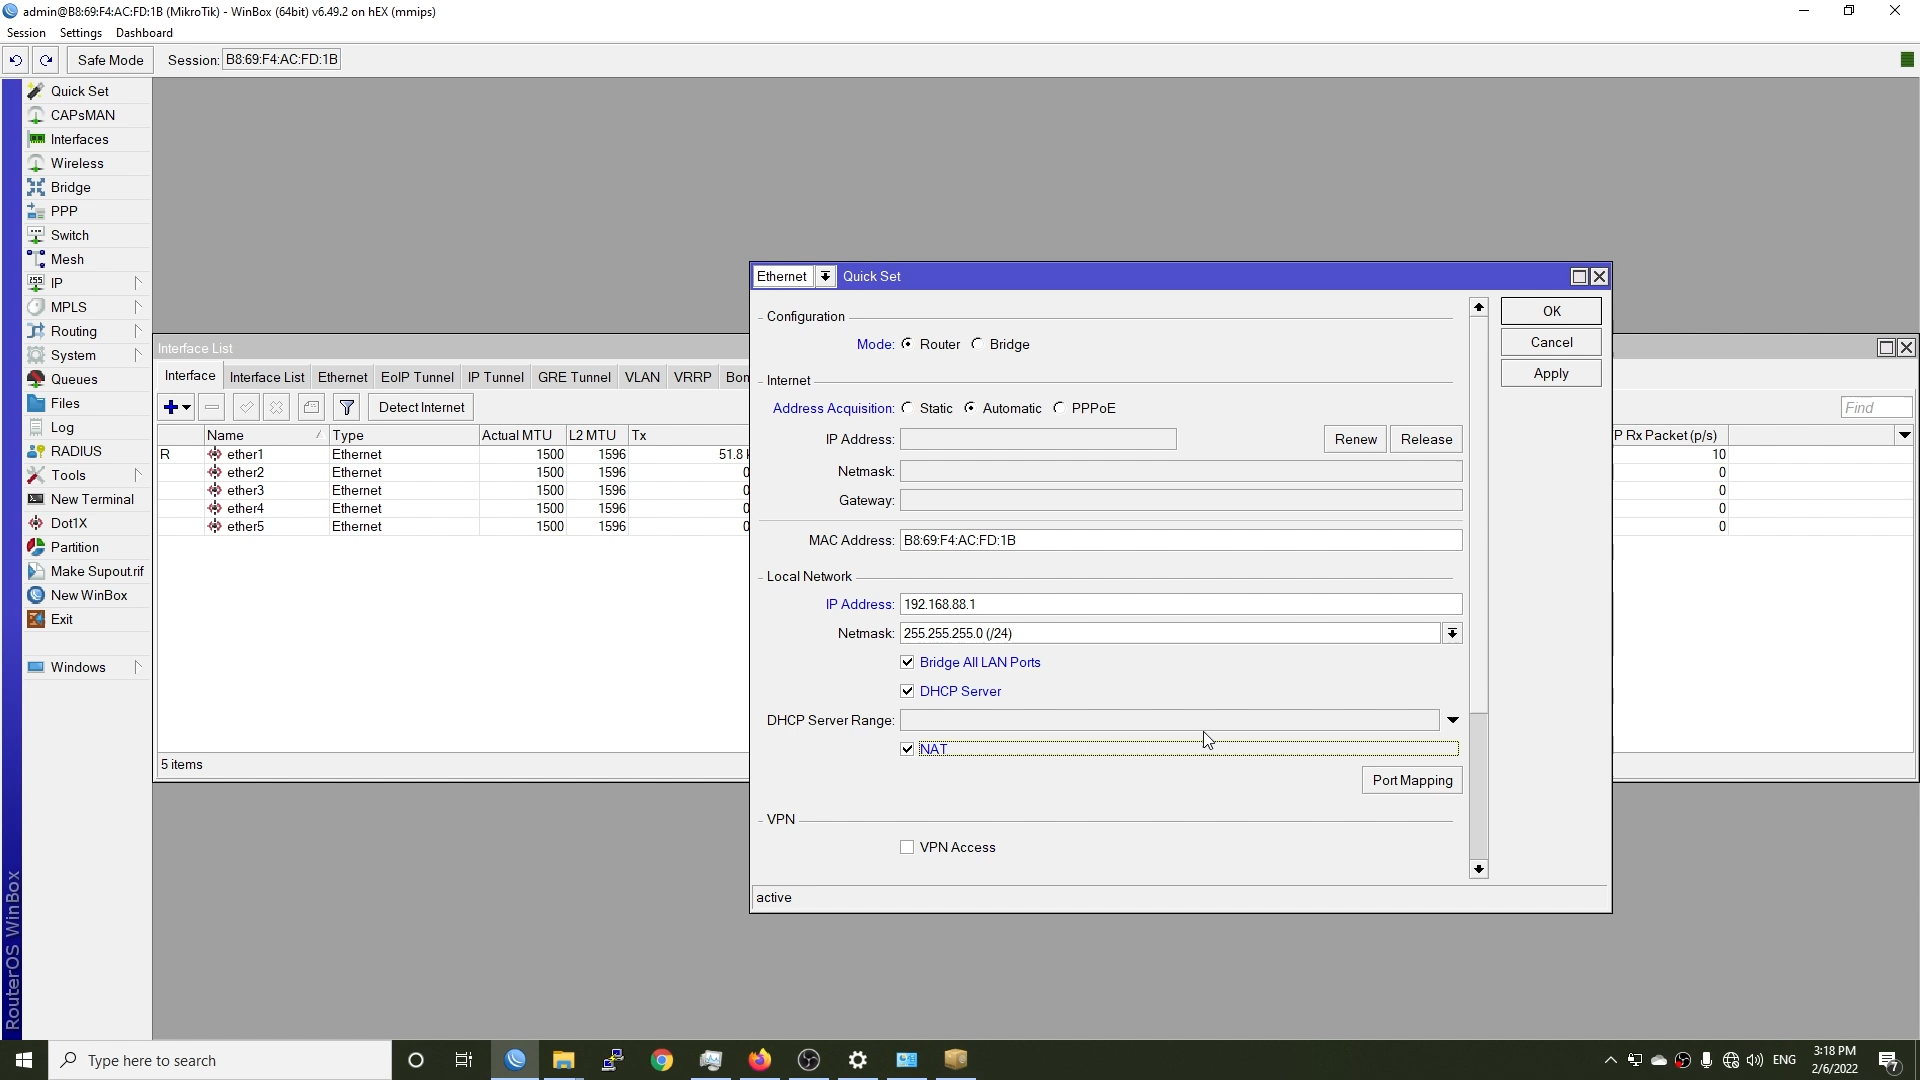 admin@B8:69:F4:AC:FD:1B (MikroTik) - WinBox (64bit) v6.49.2 on hEX (mmips)
Session Settings Dashboard
Safe Mode Session: B8:69:F4:AC:FD:1B
Quick Set
CAPsMAN
Interfaces
Wireless
Bridge
PPP
Switch
Mesh
IP
MPLS
Routing
System
Queues
Files
Log
RADIUS
Tools
New Terminal
Dot1X
Partition
Make Supout.rif
New WinBox
Exit
Windows
RouterOS WinBox
Interface List
Interface Interface List Ethernet EoIP Tunnel IP Tunnel GRE Tunnel VLAN VRRP Bon
Detect Internet
Find
Name Type Actual MTU L2 MTU Tx P Rx Packet (p/s)
R ether1 Ethernet 1500 1596 51.8 k 10
ether2 Ethernet 1500 1596 0 0
ether3 Ethernet 1500 1596 0 0
ether4 Ethernet 1500 1596 0 0
ether5 Ethernet 1500 1596 0 0
5 items
Ethernet Quick Set
OK
Cancel
Apply
Configuration
Mode: Router Bridge
Internet
Address Acquisition: Static Automatic PPPoE
IP Address: Renew Release
Netmask:
Gateway:
MAC Address: B8:69:F4:AC:FD:1B
Local Network
IP Address: 192.168.88.1
Netmask: 255.255.255.0 (/24)
Bridge All LAN Ports
DHCP Server
DHCP Server Range:
NAT
Port Mapping
VPN
VPN Access
active
Type here to search
ENG
3:18 PM
2/6/2022
7